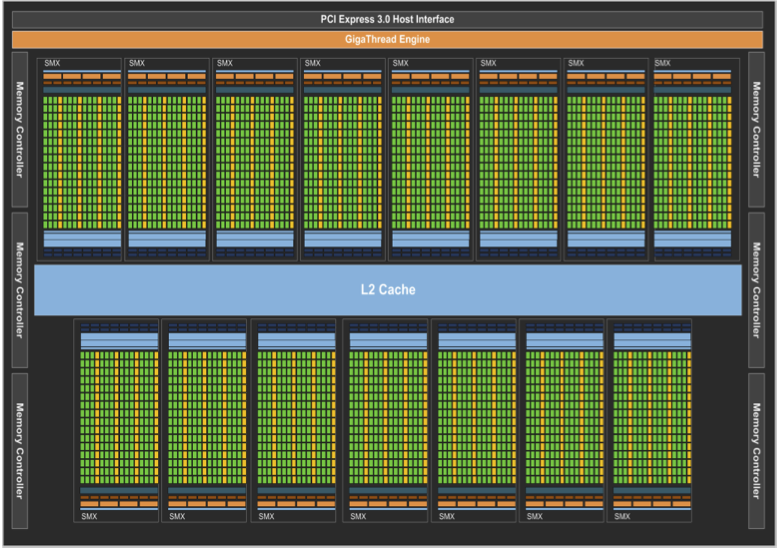 PCI Express 3.0 Host Interface
GigaThread Engine
SMX
SMX
SMX
SMX
SMX
SMX
SMX
SMX
Memory Controller
Memory Controller
Memory Controller
Memory Controller
L2 Cache
Memory Controller
Memory Controller
SMX
SMX
SMX
SMX
SMX
SMX
SMX